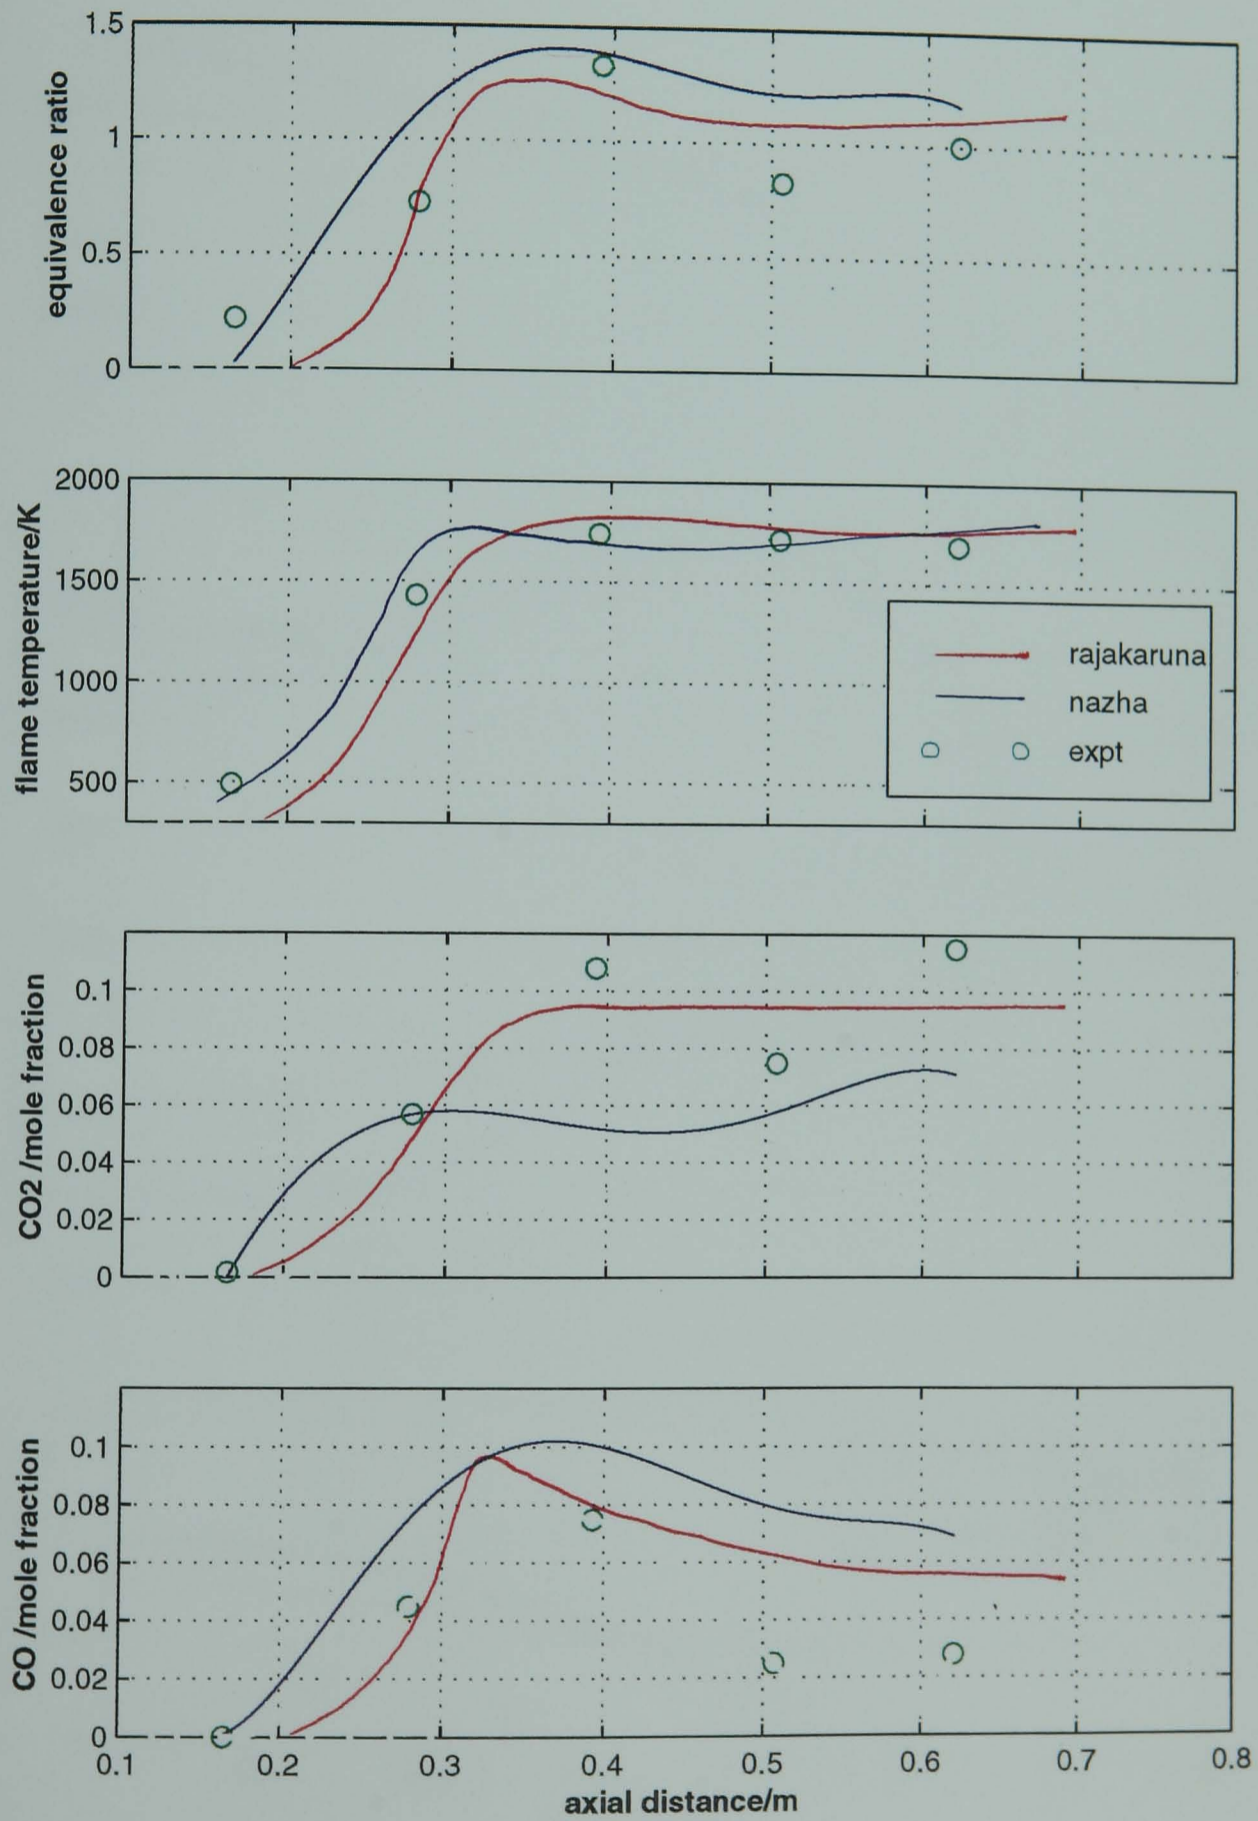 1.5
1
0.5
0
equivalence ratio
2000
1500
1000
500
flame temperature/K
rajakaruna
nazha
expt
0.1
0.08
0.06
0.04
0.02
0
CO2 /mole fraction
0.1
0.08
0.06
0.04
0.02
0
CO /mole fraction
0.1 0.2 0.3 0.4 0.5 0.6 0.7 0.8
axial distance/m